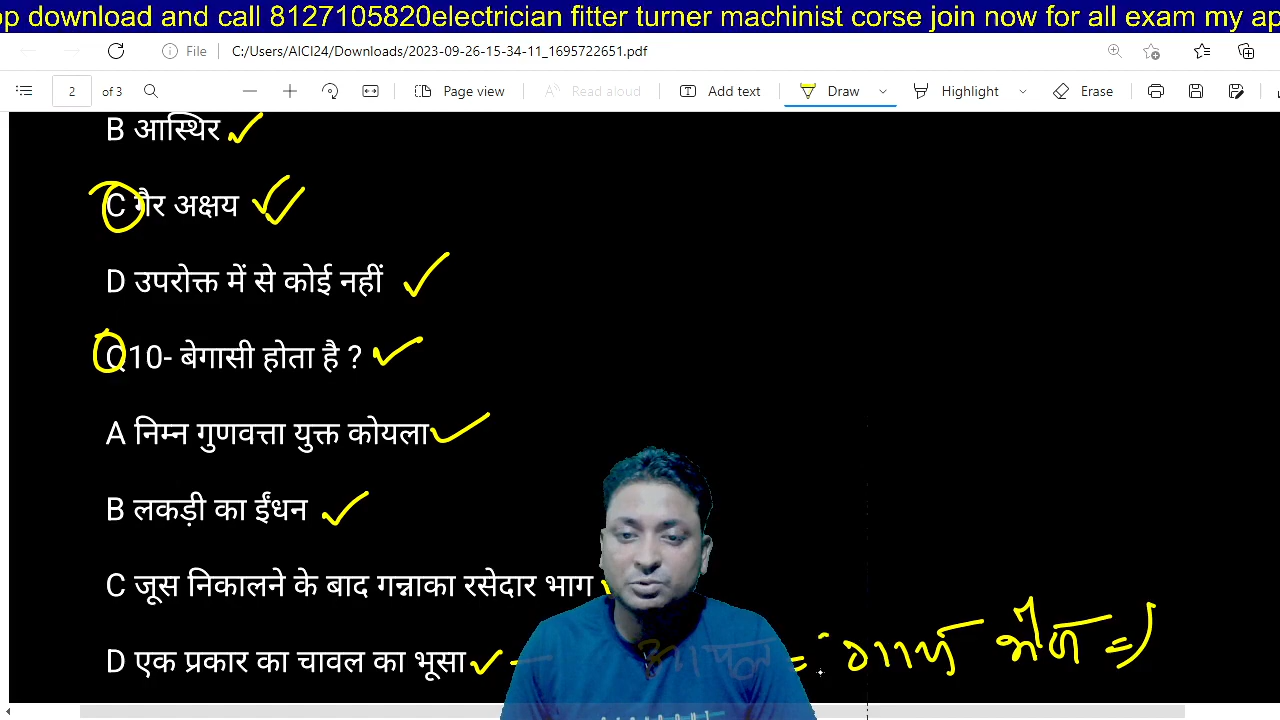 op download and call 8127105820electrician fitter turner machinist corse join now for all exam my ap
File C:/Users/AICI24/Downloads/2023-09-26-15-34-11_1695722651.pdf
2 of 3 Page view Read aloud Add text Draw Highlight Erase
B आस्थिर
C गैर अक्षय
D उपरोक्त में से कोई नहीं
Q10- बेगासी होता है ?
A निम्न गुणवत्ता युक्त कोयला
B लकड़ी का ईंधन
C जूस निकालने के बाद गन्नाका रसेदार भाग
D एक प्रकार का चावल का भूसा